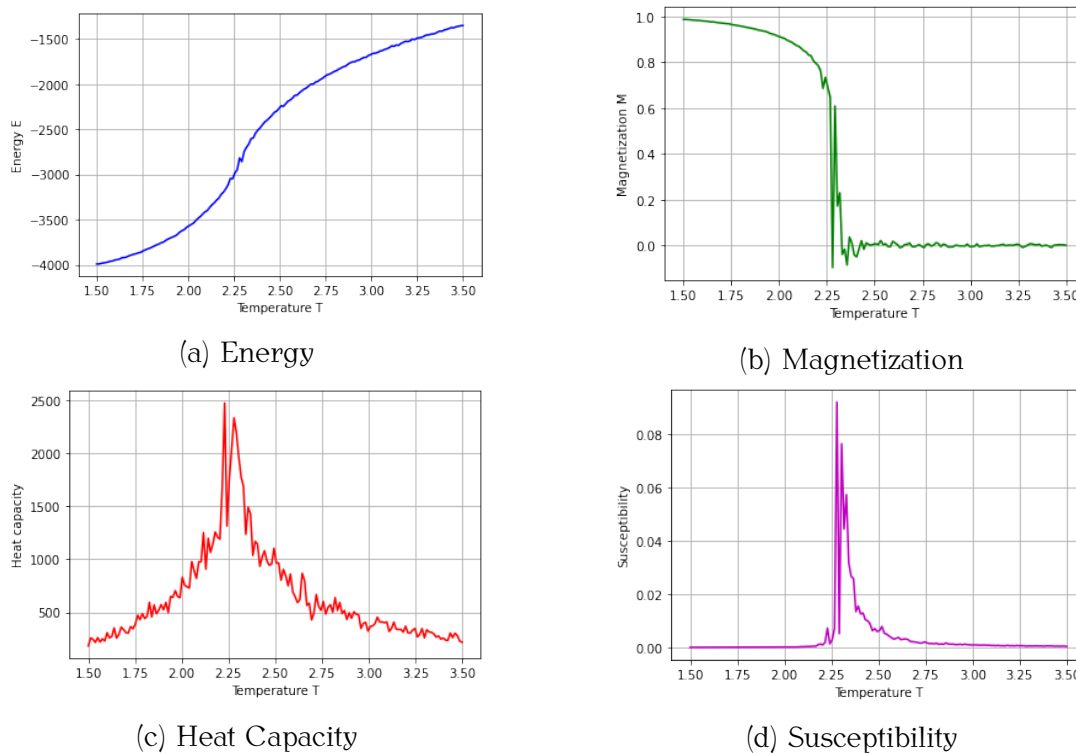 −1500
−2000
−2500
−3000
−3500
−4000
Energy E
1.50 1.75 2.00 2.25 2.50 2.75 3.00 3.25 3.50
Temperature T
(a) Energy
1.0
0.8
0.6
0.4
0.2
0.0
Magnetization M
1.50 1.75 2.00 2.25 2.50 2.75 3.00 3.25 3.50
Temperature T
(b) Magnetization
2500
2000
1500
1000
500
Heat capacity
1.50 1.75 2.00 2.25 2.50 2.75 3.00 3.25 3.50
Temperature T
(c) Heat Capacity
0.08
0.06
0.04
0.02
0.00
Susceptibility
1.50 1.75 2.00 2.25 2.50 2.75 3.00 3.25 3.50
Temperature T
(d) Susceptibility